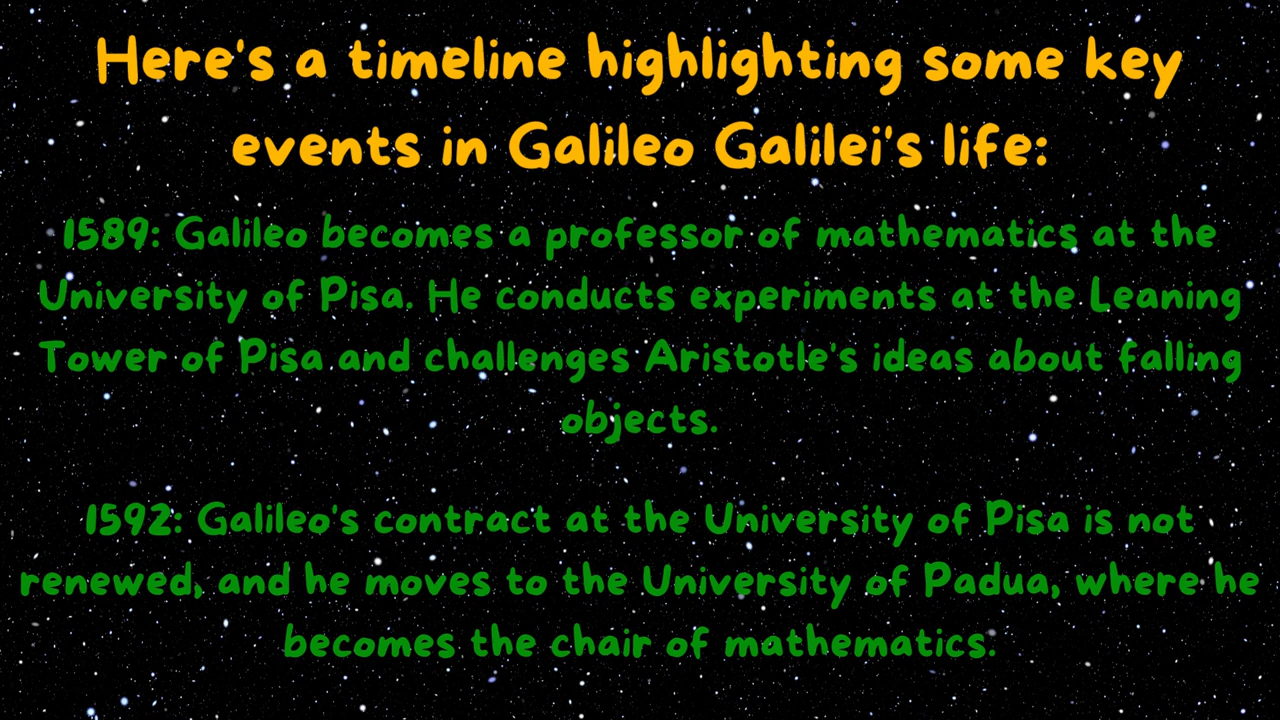 Here's a timeline highlighting some key
events in Galileo Galilei's life:
1589: Galileo becomes a professor of mathematics at the
University of Pisa. He conducts experiments at the Leaning
Tower of Pisa and challenges Aristotle's ideas about falling
objects.
1592: Galileo's contract at the University of Pisa is not
renewed, and he moves to the University of Padua, where he
becomes the chair of mathematics.